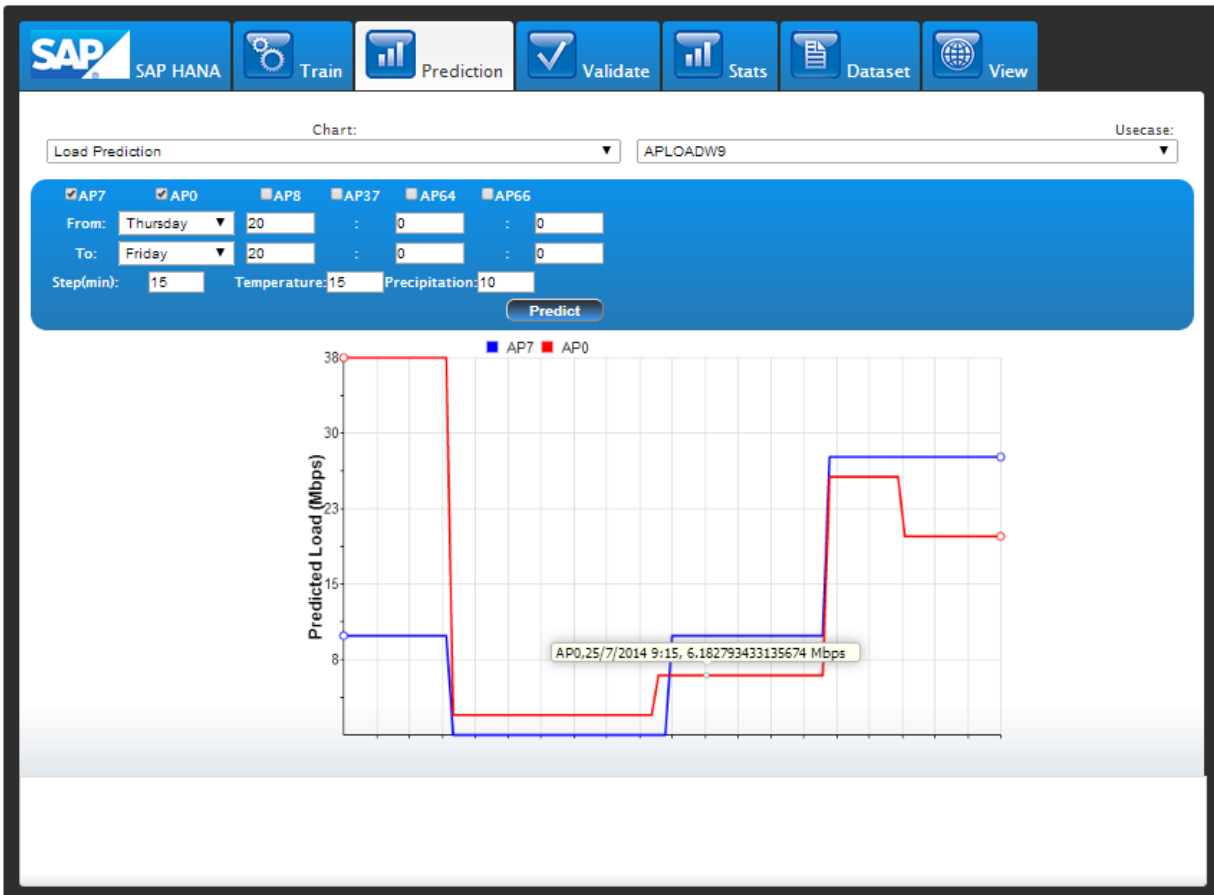 SAP SAP HANA Train Prediction Validate Stats Dataset View
Chart: Usecase:
Load Prediction APLOADW9
AP7 AP0 AP8 AP37 AP64 AP66
From: Thursday 20 : 0 : 0
To: Friday 20 : 0 : 0
Step(min): 15 Temperature: 15 Precipitation: 10
Predict
AP7 AP0
38
30
23
15
8
Predicted Load (Mbps)
AP0,25/7/2014 9:15, 6.182793433135674 Mbps